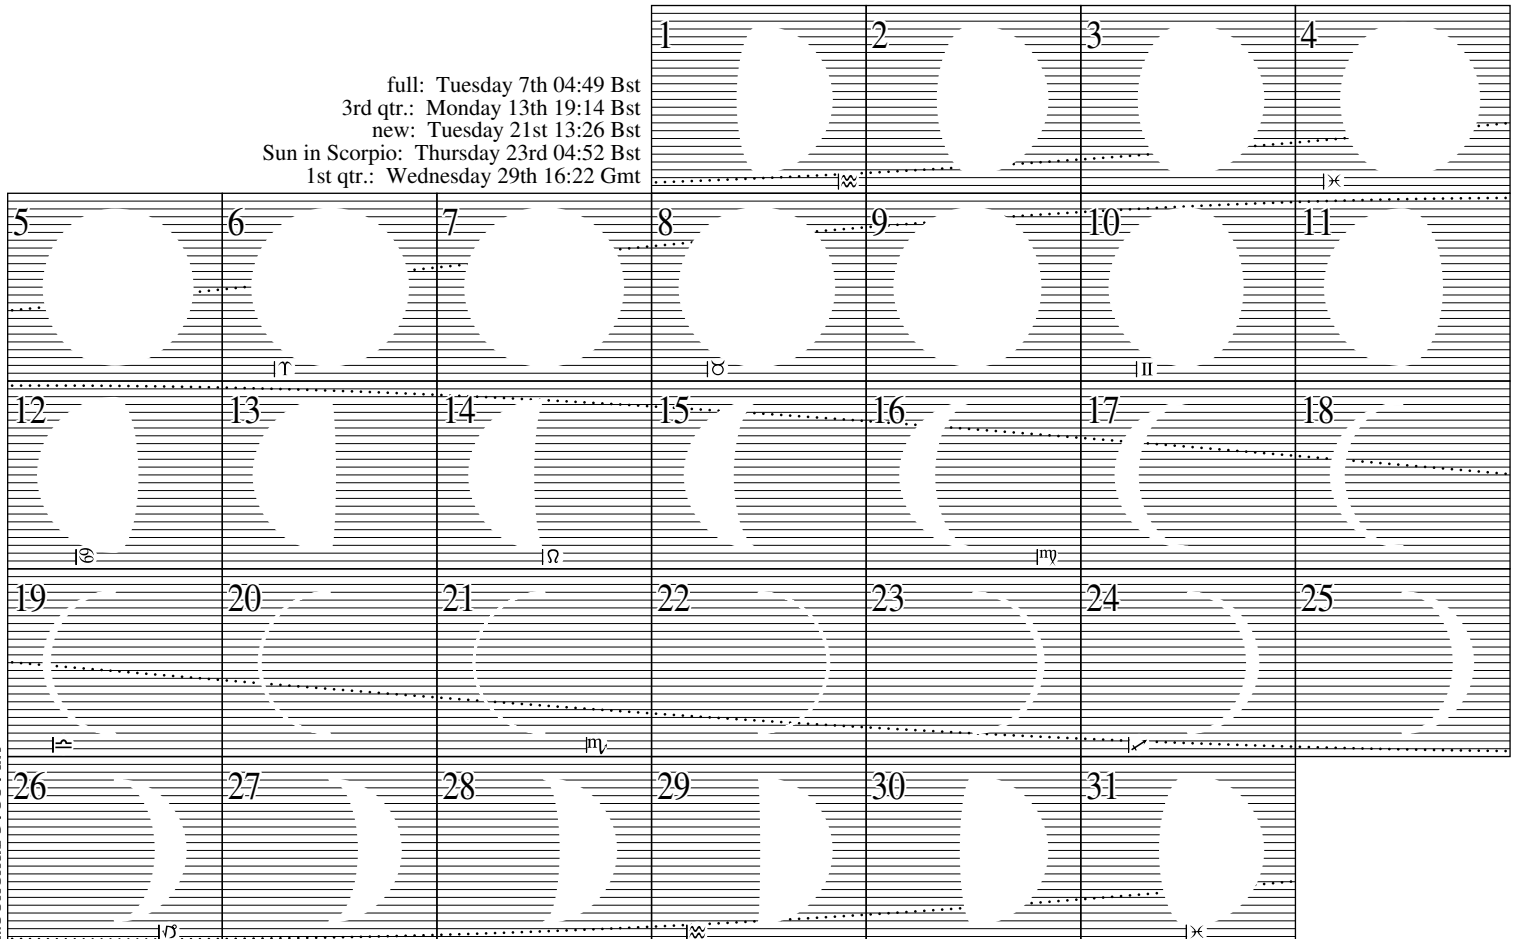 full: Tuesday 7th 04:49 Bst
3rd qtr.: Monday 13th 19:14 Bst
new: Tuesday 21st 13:26 Bst
Sun in Scorpio: Thursday 23rd 04:52 Bst
1st qtr.: Wednesday 29th 16:22 Gmt
1 2 3 4
♒ ♓
5 6 7 8 9 10 11
♈ ♉ ♊
12 13 14 15 16 17 18
♋ ♌ ♍
19 20 21 22 23 24 25
♎ ♏ ♐
26 27 28 29 30 31
♑ ♒ ♓